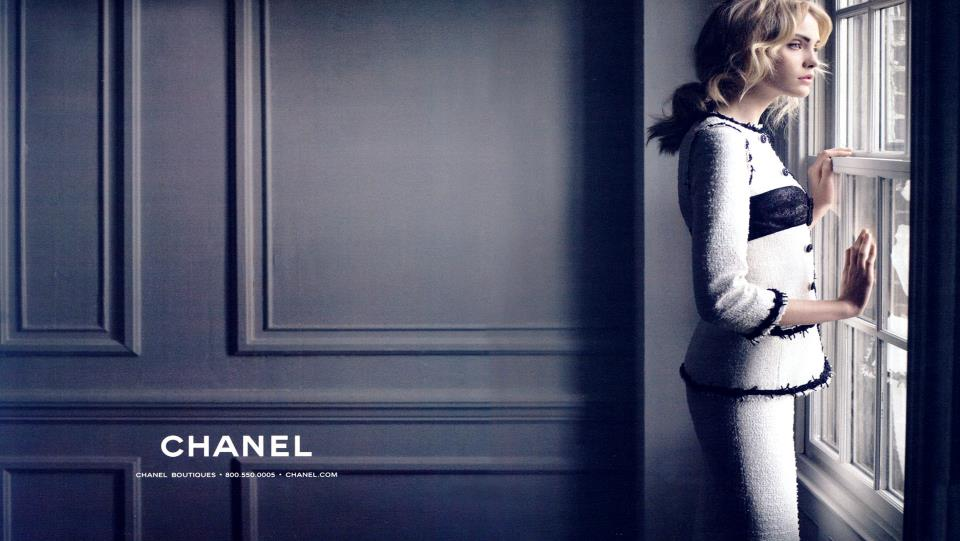 CHANEL
CHANEL BOUTIQUES • 800.550.0005 • CHANEL.COM